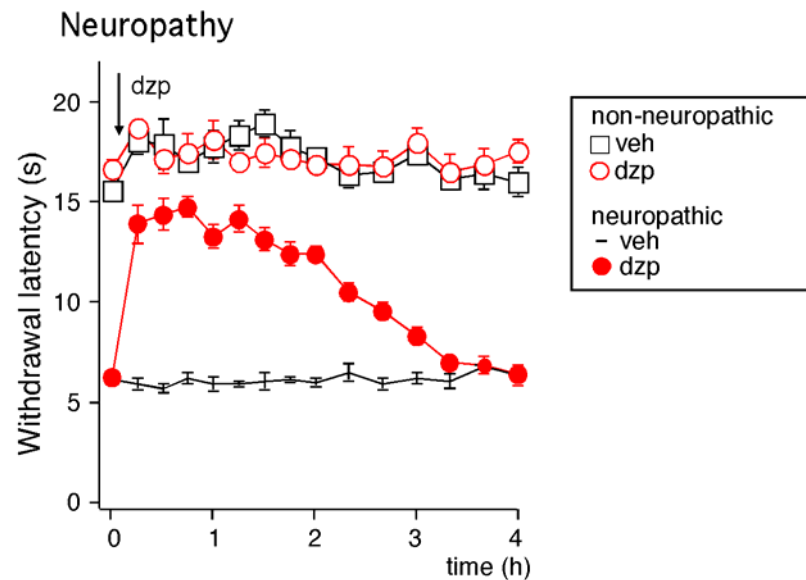 Neuropathy
dzp
20
15
10
5
0
Withdrawal latentcy (s)
0 1 2 3 4
time (h)
non-neuropathic
veh
dzp
neuropathic
veh
dzp